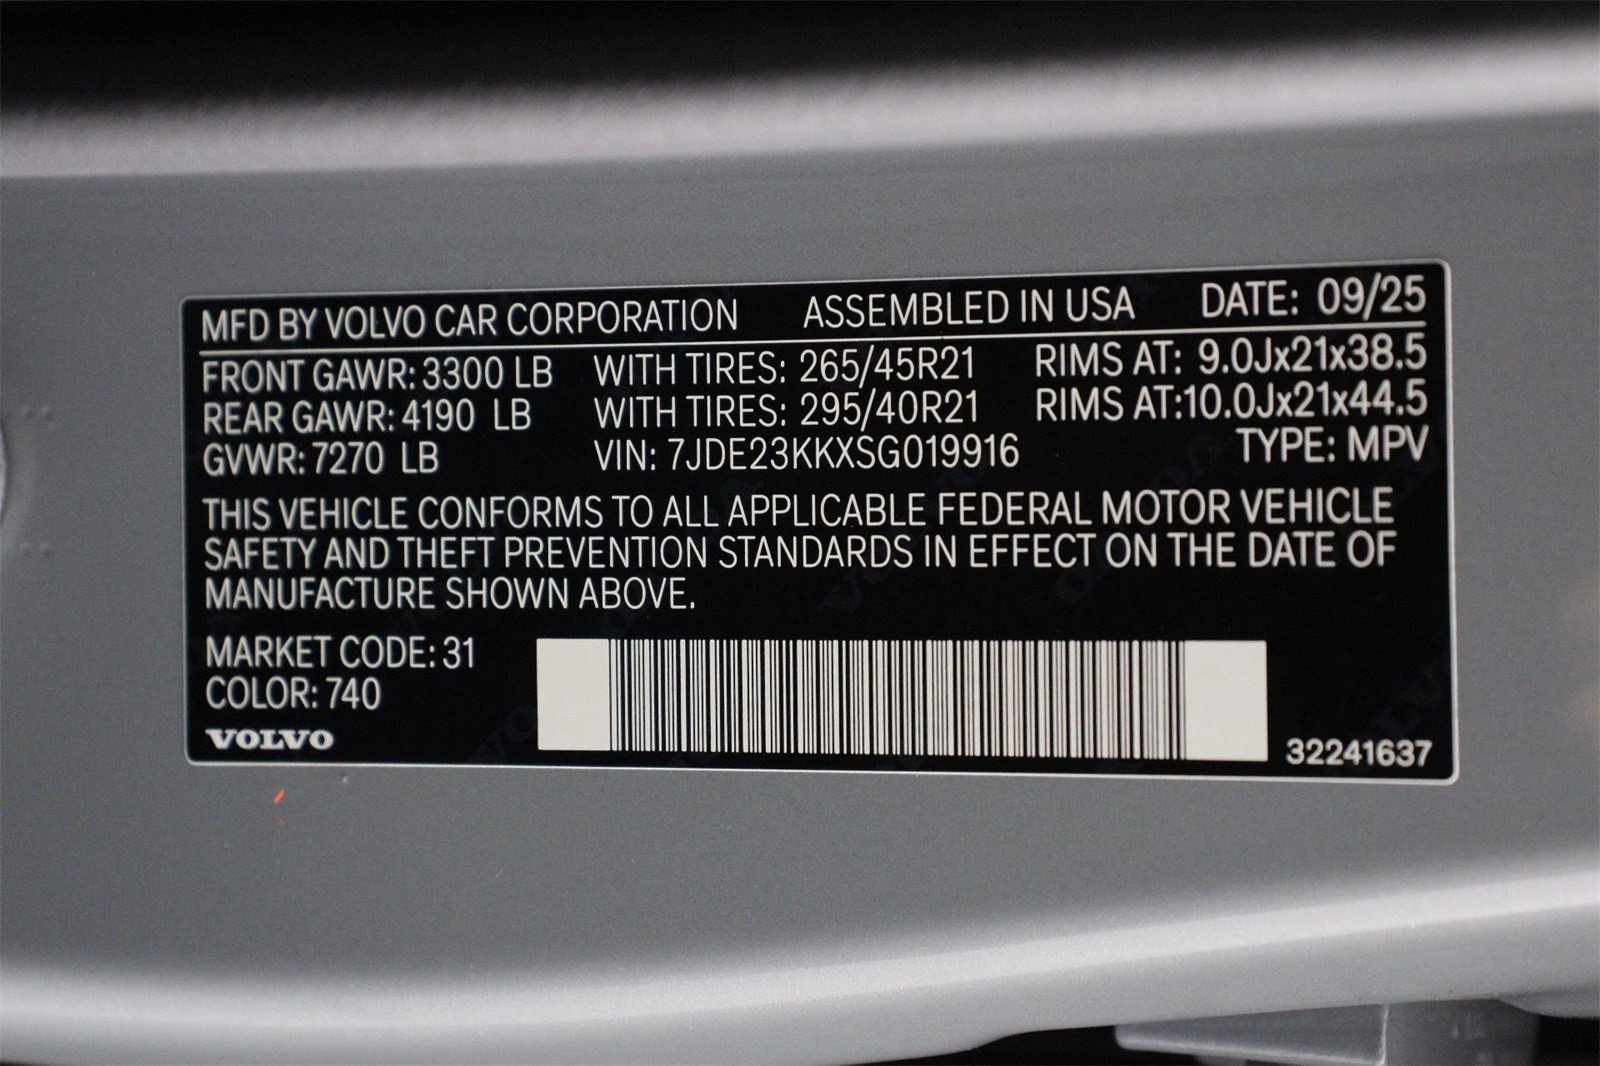 MFD BY VOLVO CAR CORPORATION ASSEMBLED IN USA DATE: 09/25
FRONT GAWR: 3300 LB WITH TIRES: 265/45R21 RIMS AT: 9.0Jx21x38.5
REAR GAWR: 4190 LB WITH TIRES: 295/40R21 RIMS AT:10.0Jx21x44.5
GVWR: 7270 LB VIN: 7JDE23KKXSG019916 TYPE: MPV
THIS VEHICLE CONFORMS TO ALL APPLICABLE FEDERAL MOTOR VEHICLE
SAFETY AND THEFT PREVENTION STANDARDS IN EFFECT ON THE DATE OF
MANUFACTURE SHOWN ABOVE.
MARKET CODE: 31
COLOR: 740
VOLVO
32241637